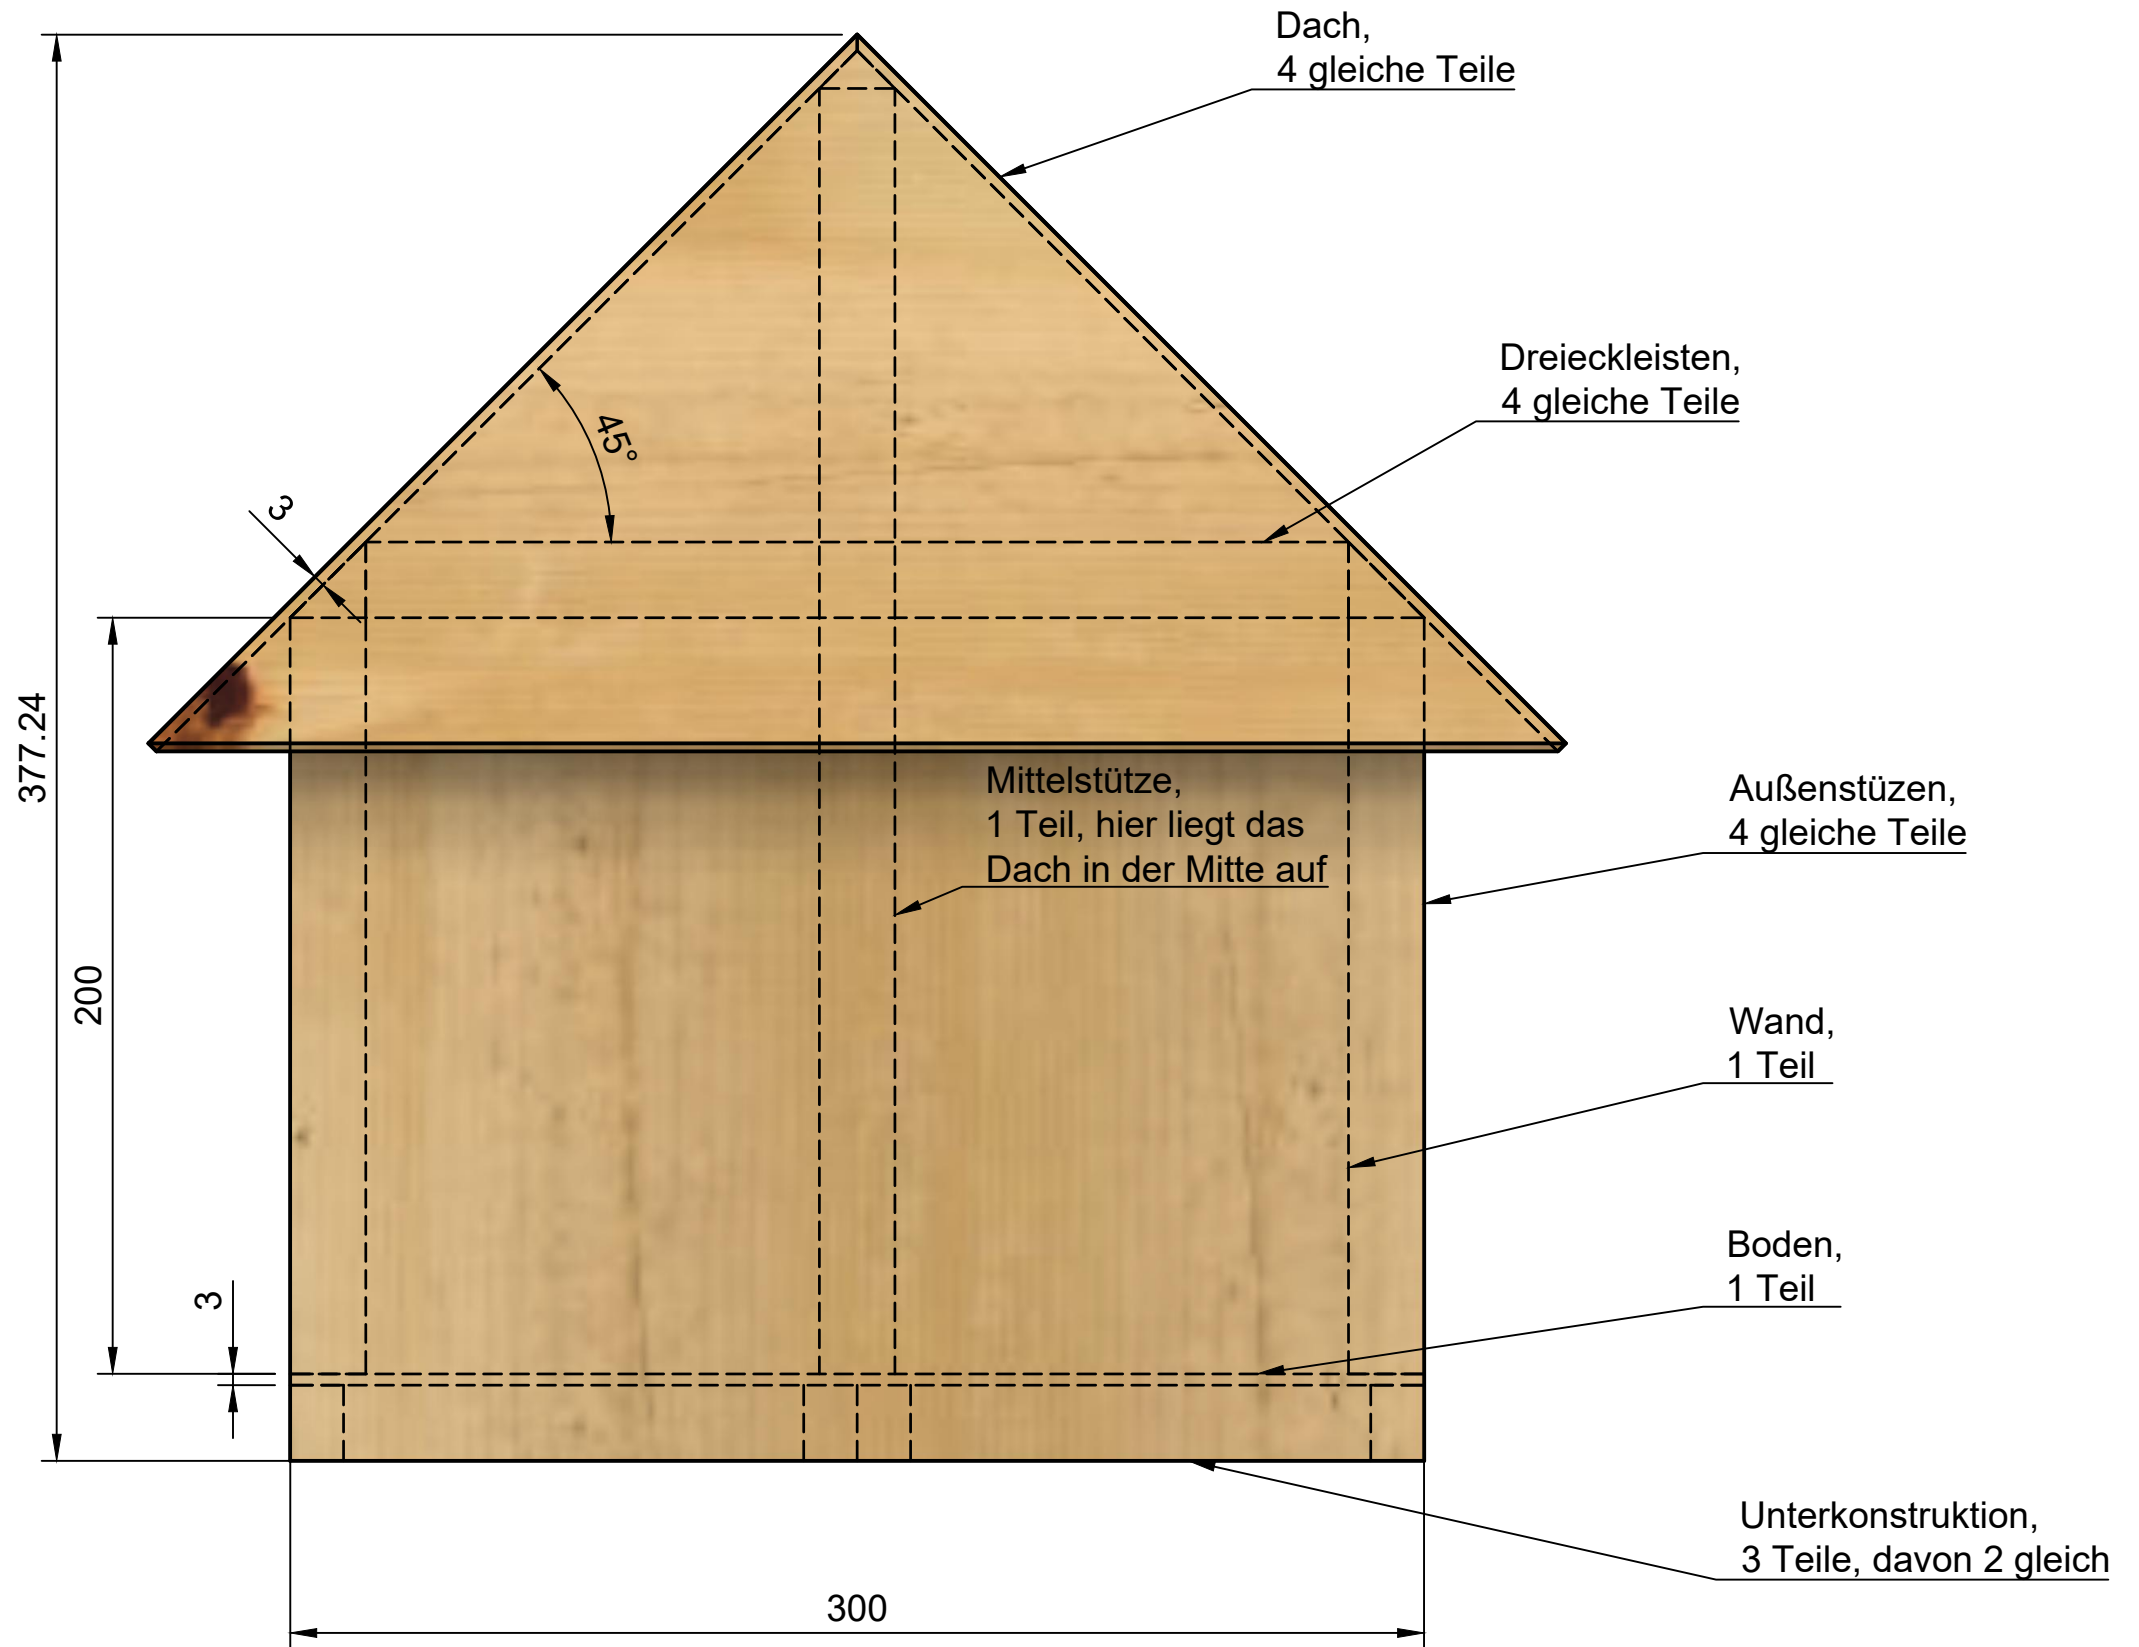 Dach,
4 gleiche Teile
Dreieckleisten,
4 gleiche Teile
45°
3
377.24
Mittelstütze,
1 Teil, hier liegt das
Dach in der Mitte auf
Außenstüzen,
4 gleiche Teile
200
Wand,
1 Teil
Boden,
1 Teil
3
Unterkonstruktion,
3 Teile, davon 2 gleich
300